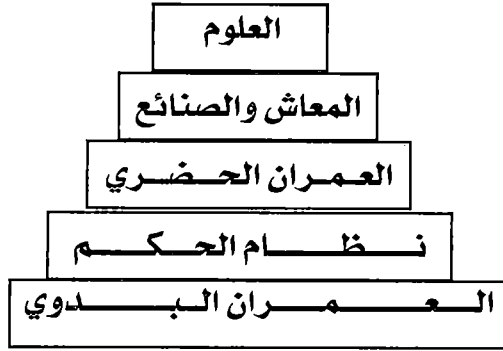 العلوم
المعاش والصنائع
العمران الحضري
نظام الحكم
العمران البدوي